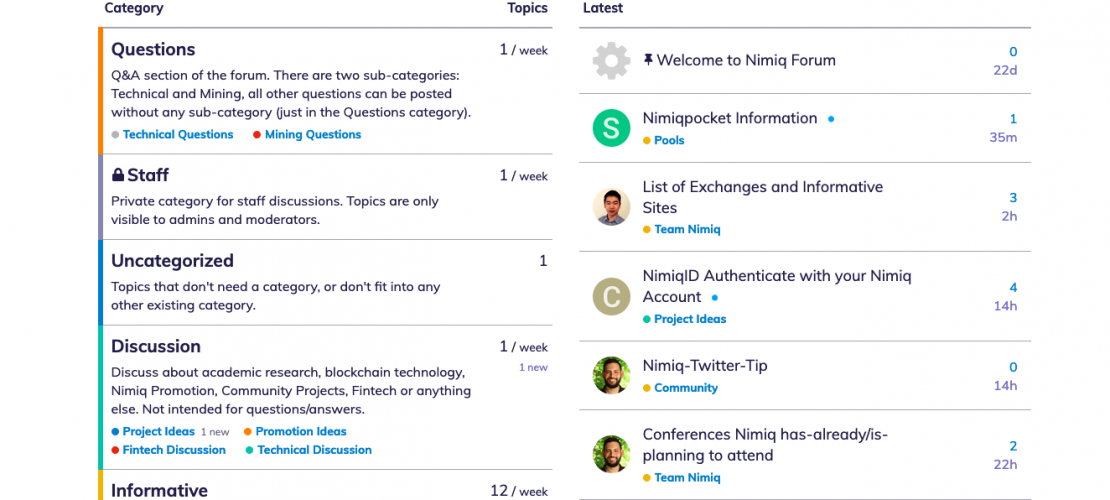 Category Topics
Questions 1 / week
Q&A section of the forum. There are two sub-categories:
Technical and Mining, all other questions can be posted
without any sub-category (just in the Questions category).
Technical Questions Mining Questions
Staff 1 / week
Private category for staff discussions. Topics are only
visible to admins and moderators.
Uncategorized 1
Topics that don't need a category, or don't fit into any
other existing category.
Discussion 1 / week
1 new
Discuss about academic research, blockchain technology,
Nimiq Promotion, Community Projects, Fintech or anything
else. Not intended for questions/answers.
Project Ideas 1 new Promotion Ideas
Fintech Discussion Technical Discussion
Informative 12 / week
Latest
Welcome to Nimiq Forum 0
22d
S
Nimiqpocket Information 1
Pools 35m
List of Exchanges and Informative
Sites 3
Team Nimiq 2h
C
NimiqID Authenticate with your Nimiq
Account 4
Project Ideas 14h
Nimiq-Twitter-Tip 0
Community 14h
Conferences Nimiq has-already/is-
planning to attend 2
Team Nimiq 22h